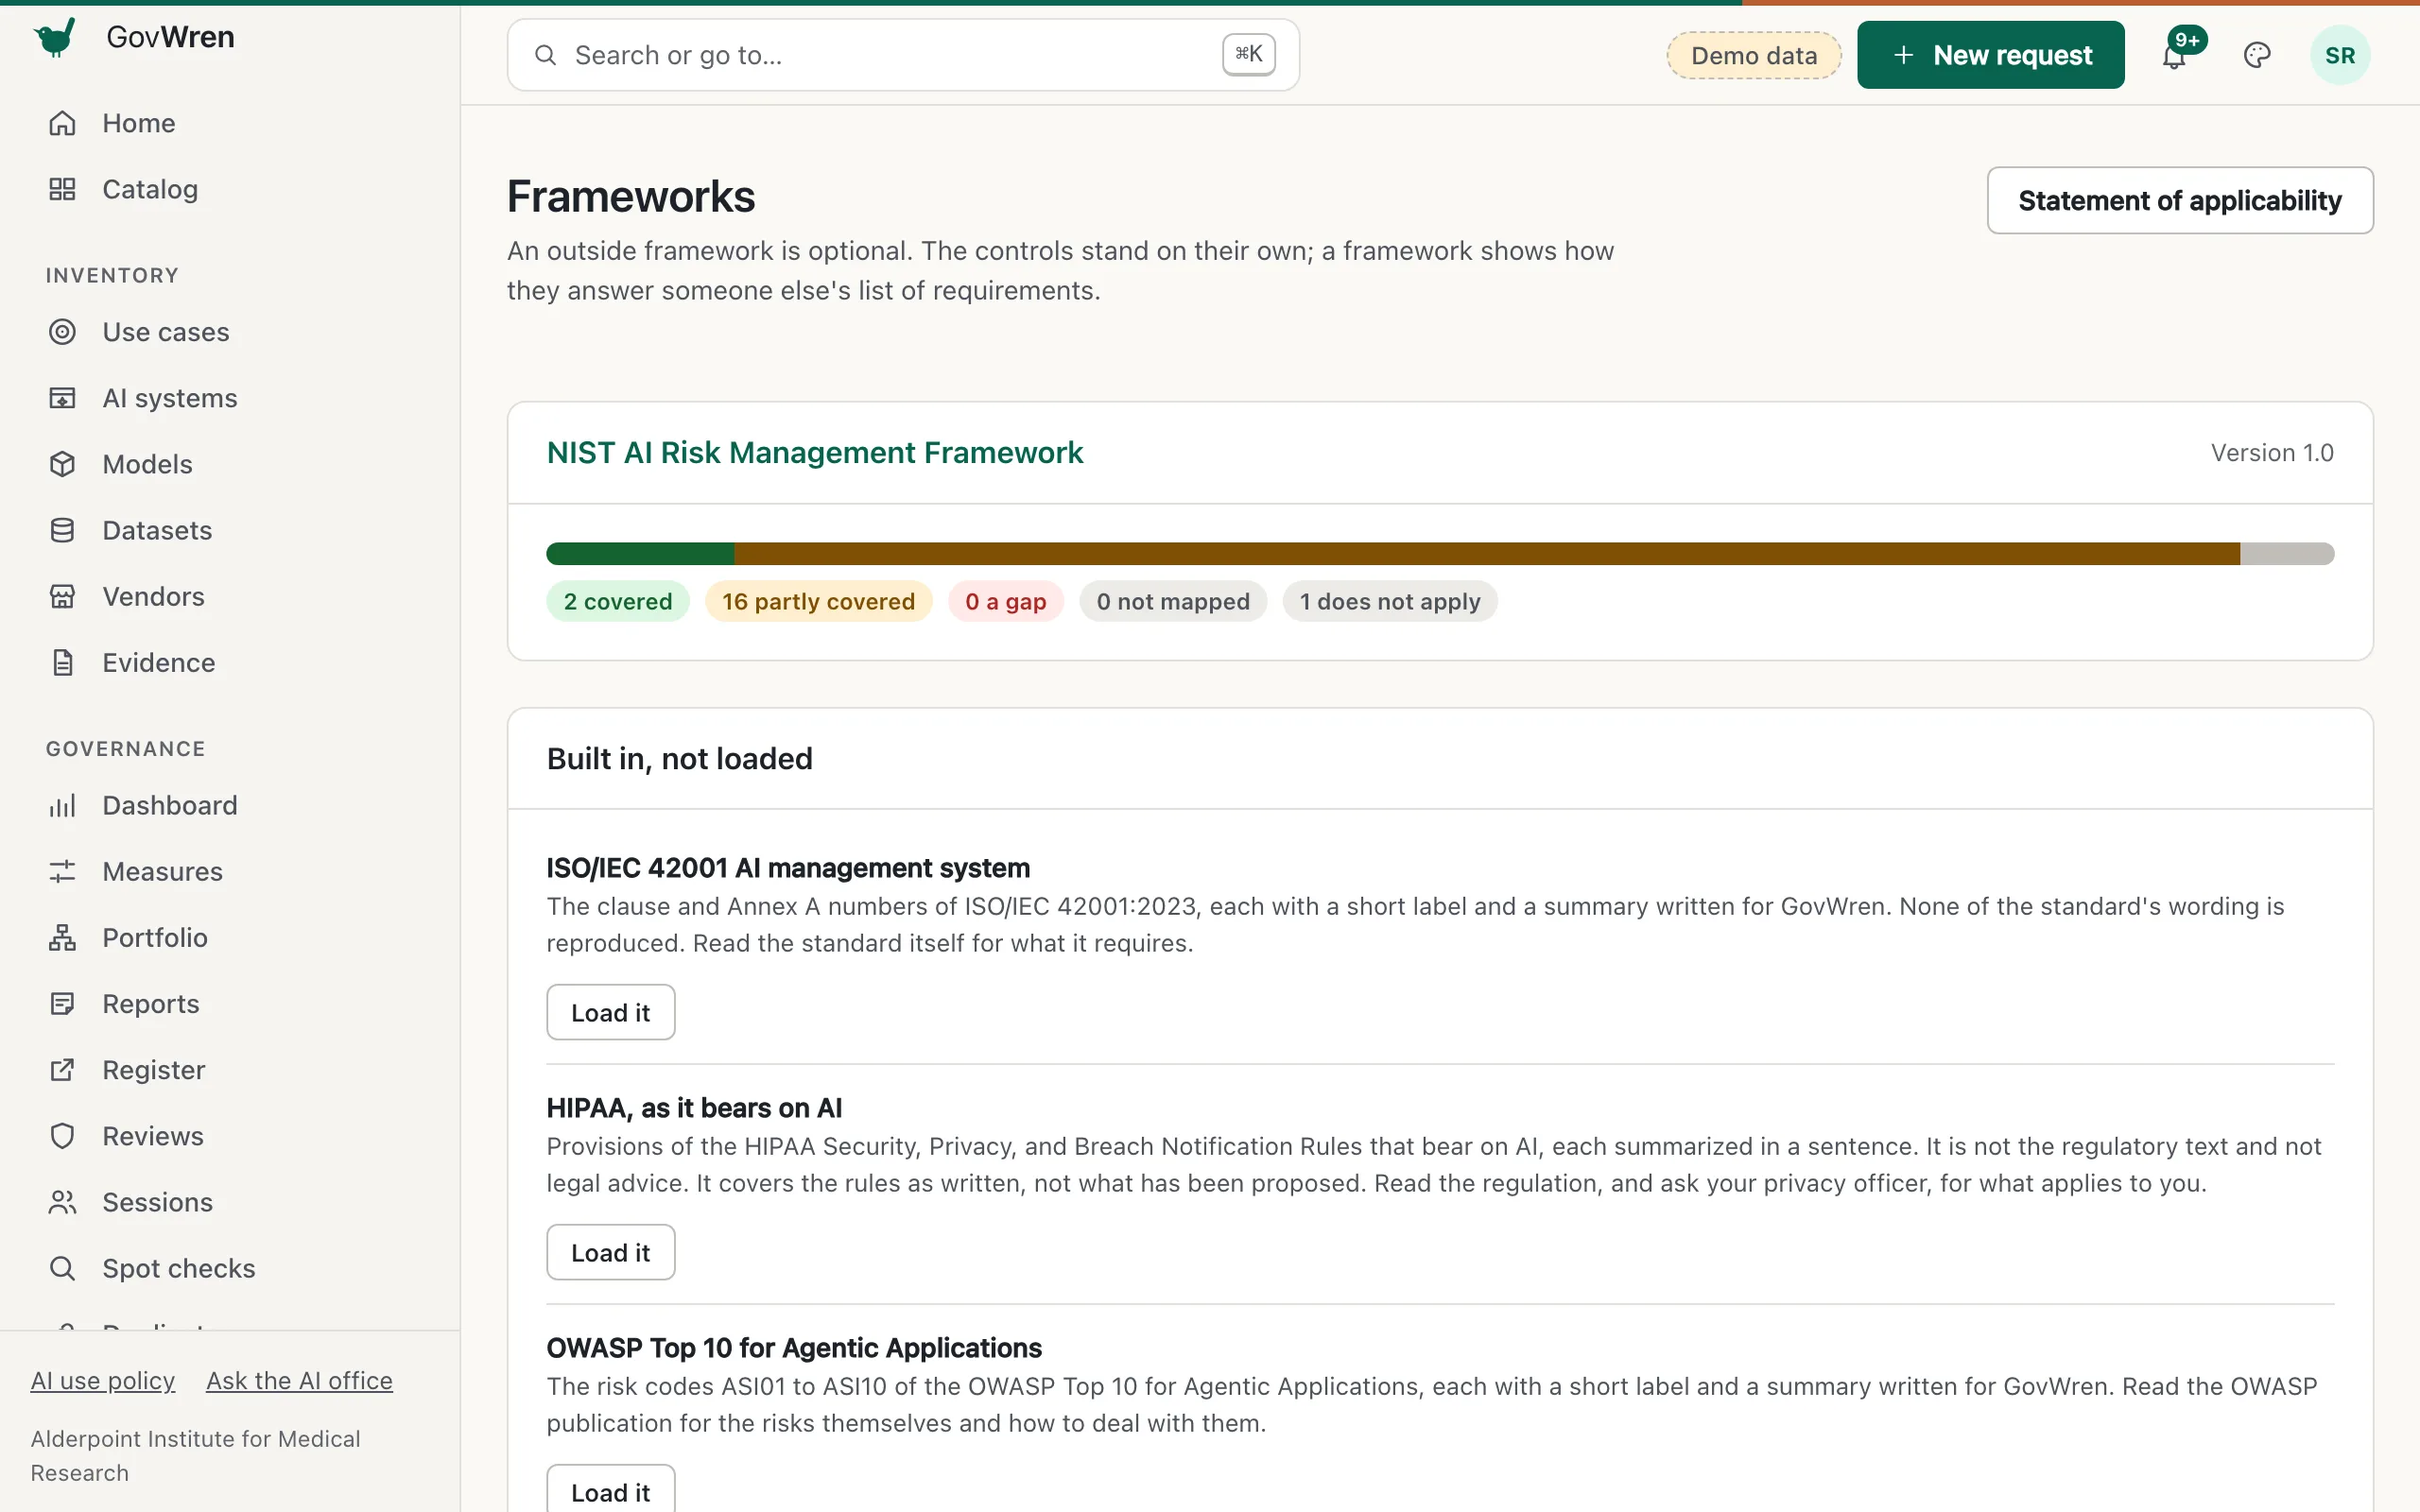 GovWren
Search or go to...
⌘K
Demo data
+ New request
9+
SR
Home
Catalog
INVENTORY
Use cases
AI systems
Models
Datasets
Vendors
Evidence
GOVERNANCE
Dashboard
Measures
Portfolio
Reports
Register
Reviews
Sessions
Spot checks
AI use policy
Ask the AI office
Alderpoint Institute for Medical
Research
Frameworks
An outside framework is optional. The controls stand on their own; a framework shows how
they answer someone else's list of requirements.
Statement of applicability
NIST AI Risk Management Framework
Version 1.0
2 covered
16 partly covered
0 a gap
0 not mapped
1 does not apply
Built in, not loaded
ISO/IEC 42001 AI management system
The clause and Annex A numbers of ISO/IEC 42001:2023, each with a short label and a summary written for GovWren. None of the standard's wording is
reproduced. Read the standard itself for what it requires.
Load it
HIPAA, as it bears on AI
Provisions of the HIPAA Security, Privacy, and Breach Notification Rules that bear on AI, each summarized in a sentence. It is not the regulatory text and not
legal advice. It covers the rules as written, not what has been proposed. Read the regulation, and ask your privacy officer, for what applies to you.
Load it
OWASP Top 10 for Agentic Applications
The risk codes ASI01 to ASI10 of the OWASP Top 10 for Agentic Applications, each with a short label and a summary written for GovWren. Read the OWASP
publication for the risks themselves and how to deal with them.
Load it